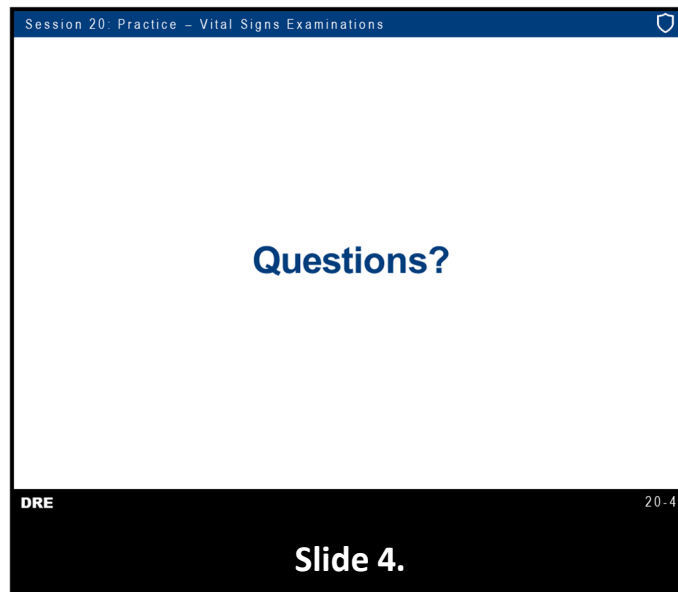 Session 20: Practice – Vital Signs Examinations
Questions?
DRE
20-4
Slide 4.